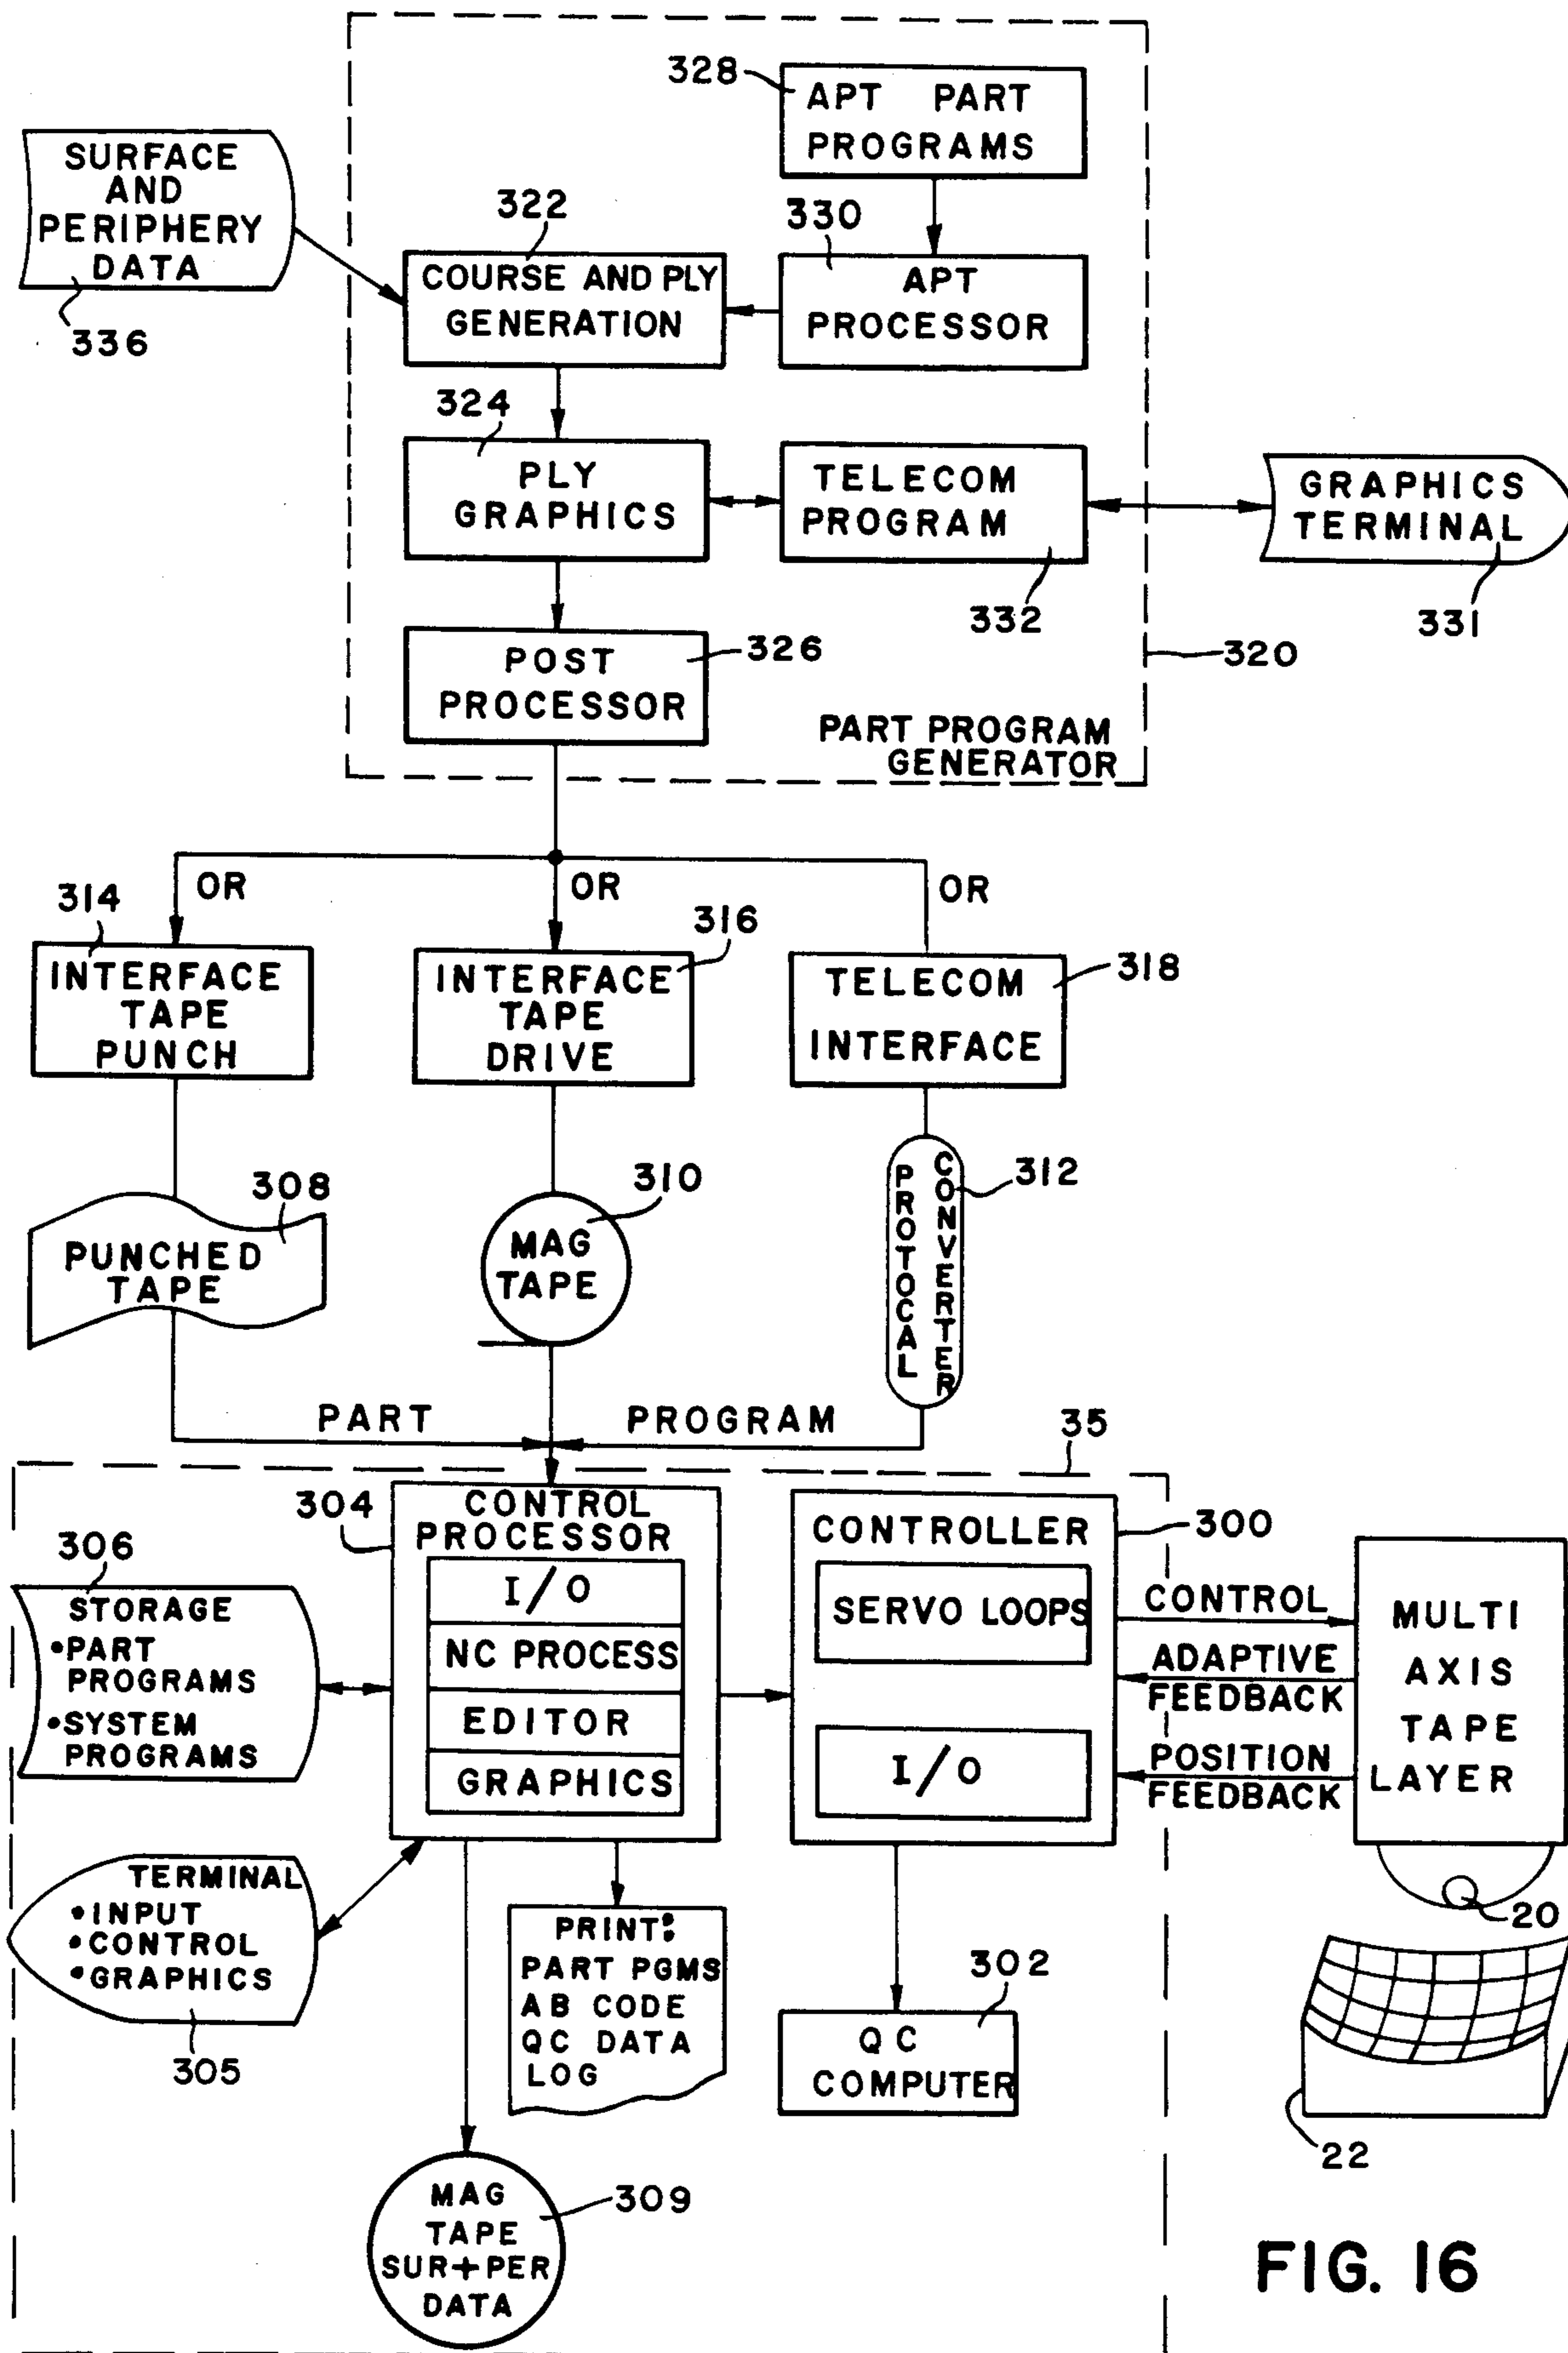 328
APT PART
PROGRAMS
SURFACE
AND
PERIPHERY
DATA
336
322
COURSE AND PLY
GENERATION
330
APT
PROCESSOR
324
PLY
GRAPHICS
TELECOM
PROGRAM
332
GRAPHICS
TERMINAL
331
320
POST
PROCESSOR
326
PART PROGRAM
GENERATOR
OR
OR
OR
314
INTERFACE
TAPE
PUNCH
316
INTERFACE
TAPE
DRIVE
318
TELECOM
INTERFACE
308
PUNCHED
TAPE
310
MAG
TAPE
312
PROTOCAL
CONVERTER
PART
PROGRAM
35
304
CONTROL
PROCESSOR
I/O
NC PROCESS
EDITOR
GRAPHICS
CONTROLLER
300
SERVO LOOPS
I/O
306
STORAGE
•PART
PROGRAMS
•SYSTEM
PROGRAMS
CONTROL
ADAPTIVE
FEEDBACK
POSITION
FEEDBACK
MULTI
AXIS
TAPE
LAYER
20
22
TERMINAL
•INPUT
•CONTROL
•GRAPHICS
305
PRINT:
PART PGMS
AB CODE
QC DATA
LOG
302
QC
COMPUTER
MAG
TAPE
SUR+PER
DATA
309
FIG. 16